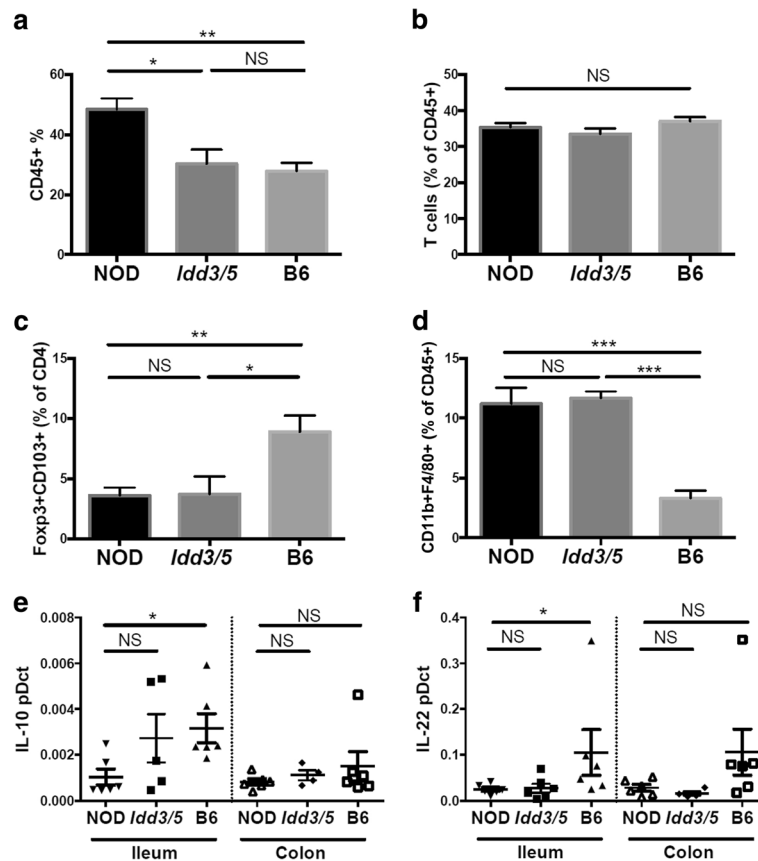 a
**
* NS
60
40
20
0
CD45+ %
NOD Idd3/5 B6
b
NS
50
40
30
20
10
0
T cells (% of CD45+)
NOD Idd3/5 B6
c
**
NS *
15
10
5
0
Foxp3+CD103+ (% of CD4)
NOD Idd3/5 B6
d
***
NS ***
15
10
5
0
CD11b+F4/80+ (% of CD45+)
NOD Idd3/5 B6
e
* NS
NS NS
0.008
0.006
0.004
0.002
0.000
IL-10 pDct
NOD Idd3/5 B6 NOD Idd3/5 B6
Ileum Colon
f
* NS
NS NS
0.4
0.3
0.2
0.1
0.0
IL-22 pDct
NOD Idd3/5 B6 NOD Idd3/5 B6
Ileum Colon